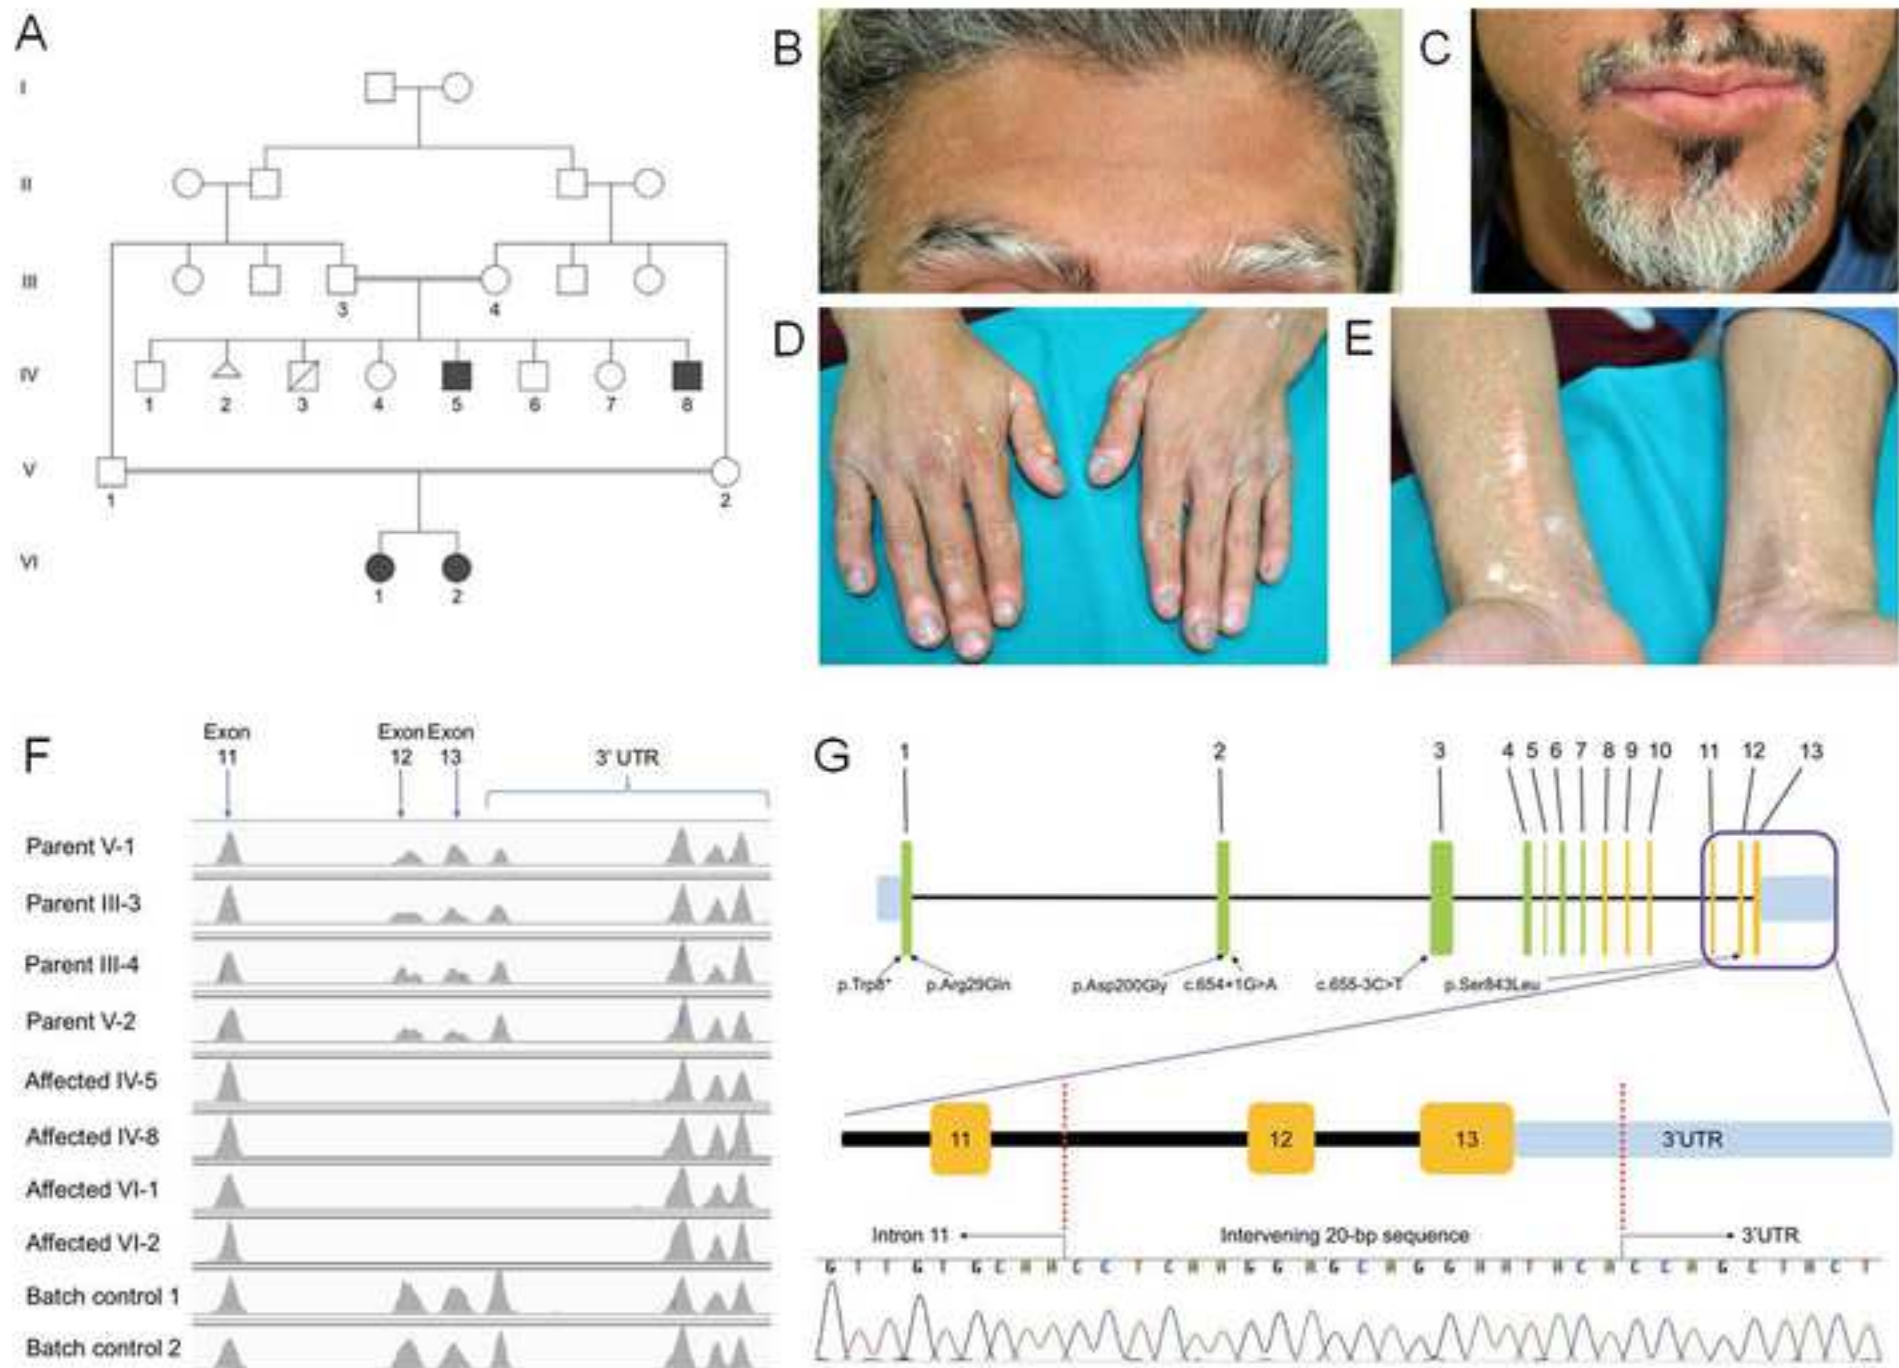 A
I
II
III
3
4
IV
1
2
3
4
5
6
7
8
V
1
2
VI
1
2
B
C
D
E
F
Exon
11
Exon
12
Exon
13
3' UTR
Parent V-1
Parent III-3
Parent III-4
Parent V-2
Affected IV-5
Affected IV-8
Affected VI-1
Affected VI-2
Batch control 1
Batch control 2
G
1 2 3 4 5 6 7 8 9 10 11 12 13
p.Trp8* p.Arg29Gln p.Asp200Gly c.654+1G>A c.655-3C>T p.Ser843Leu
11 12 13 3'UTR
Intron 11 Intervening 20-bp sequence 3'UTR
G T T G T G C A A C C T C A A G G A G C A G G A A T A C A C C A G C T A C T